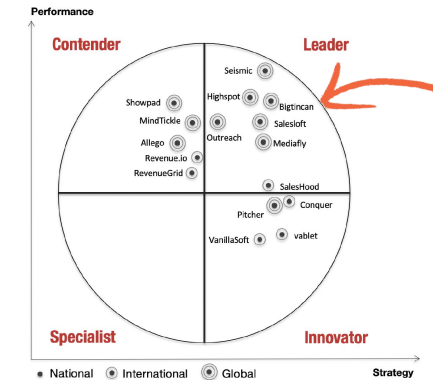 Performance
Contender
Leader
Seismic
Highspot
Bigtincan
Showpad
MindTickle
Salesloft
Outreach
Allego
Mediafly
Revenue.io
RevenueGrid
SalesHood
Conquer
Pitcher
VanillaSoft
vablet
Specialist
Innovator
National International Global
Strategy